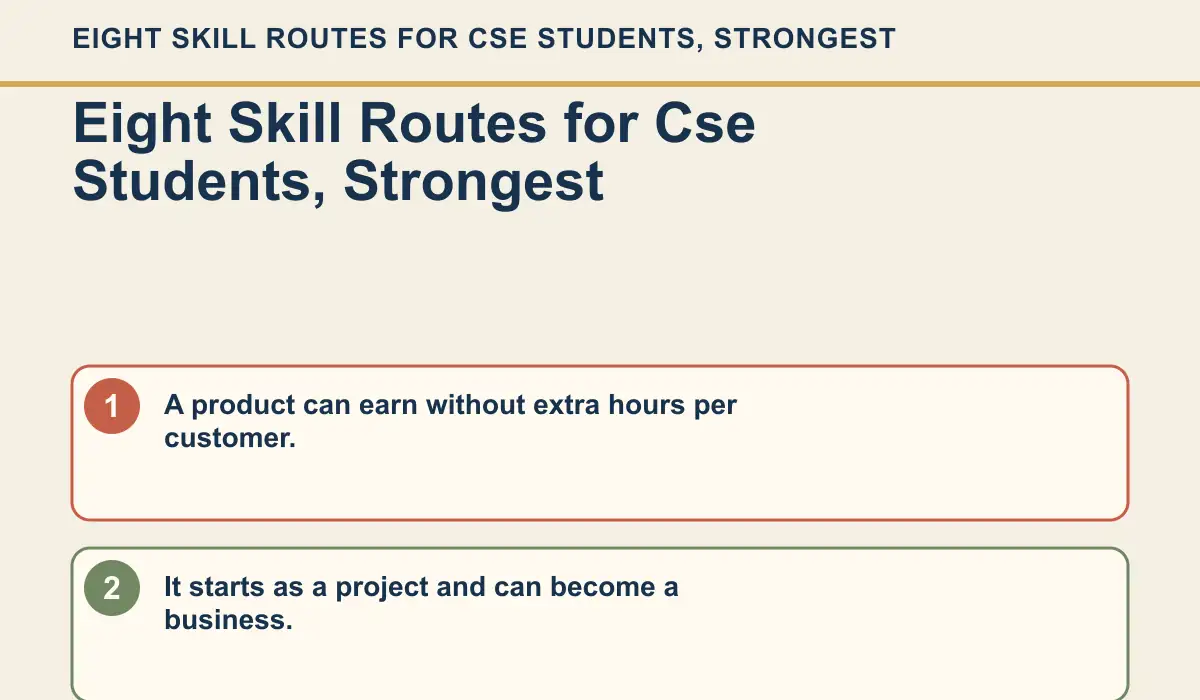 EIGHT SKILL ROUTES FOR CSE STUDENTS, STRONGEST
Eight Skill Routes for Cse
Students, Strongest
1
A product can earn without extra hours per
customer.
2
It starts as a project and can become a
business.